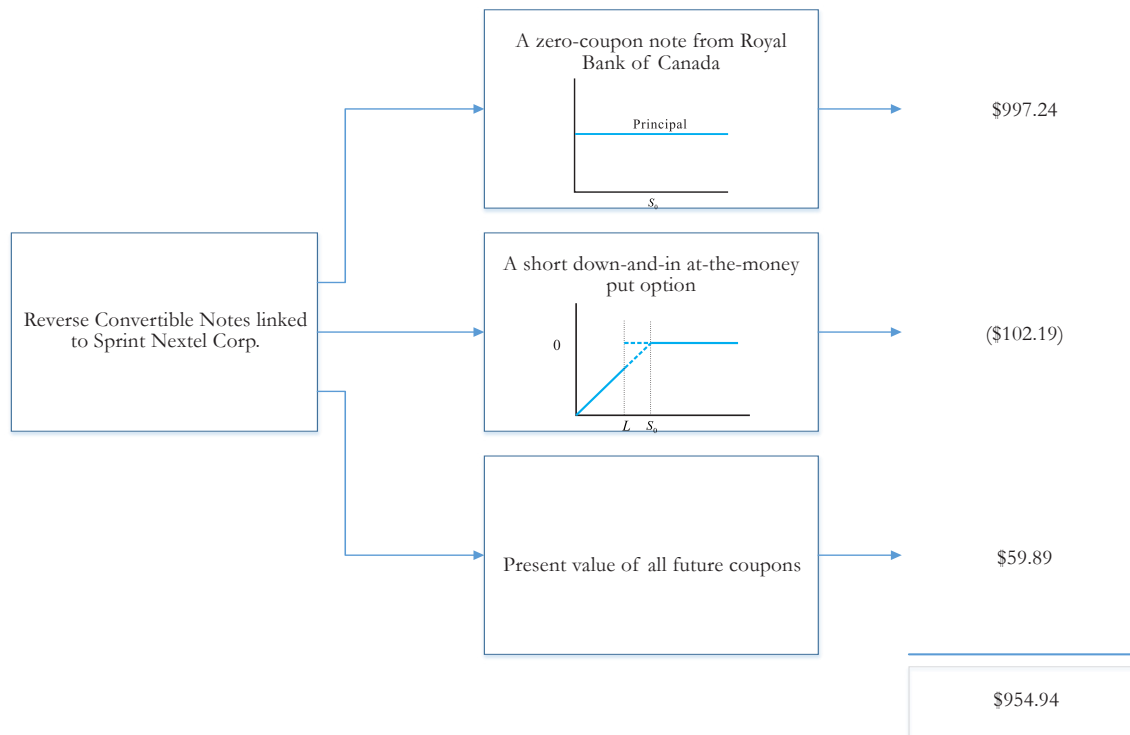 A zero-coupon note from Royal
Bank of Canada
Principal
S₀
$997.24
Reverse Convertible Notes linked
to Sprint Nextel Corp.
A short down-and-in at-the-money
put option
0
L S₀
($102.19)
Present value of all future coupons
$59.89
$954.94